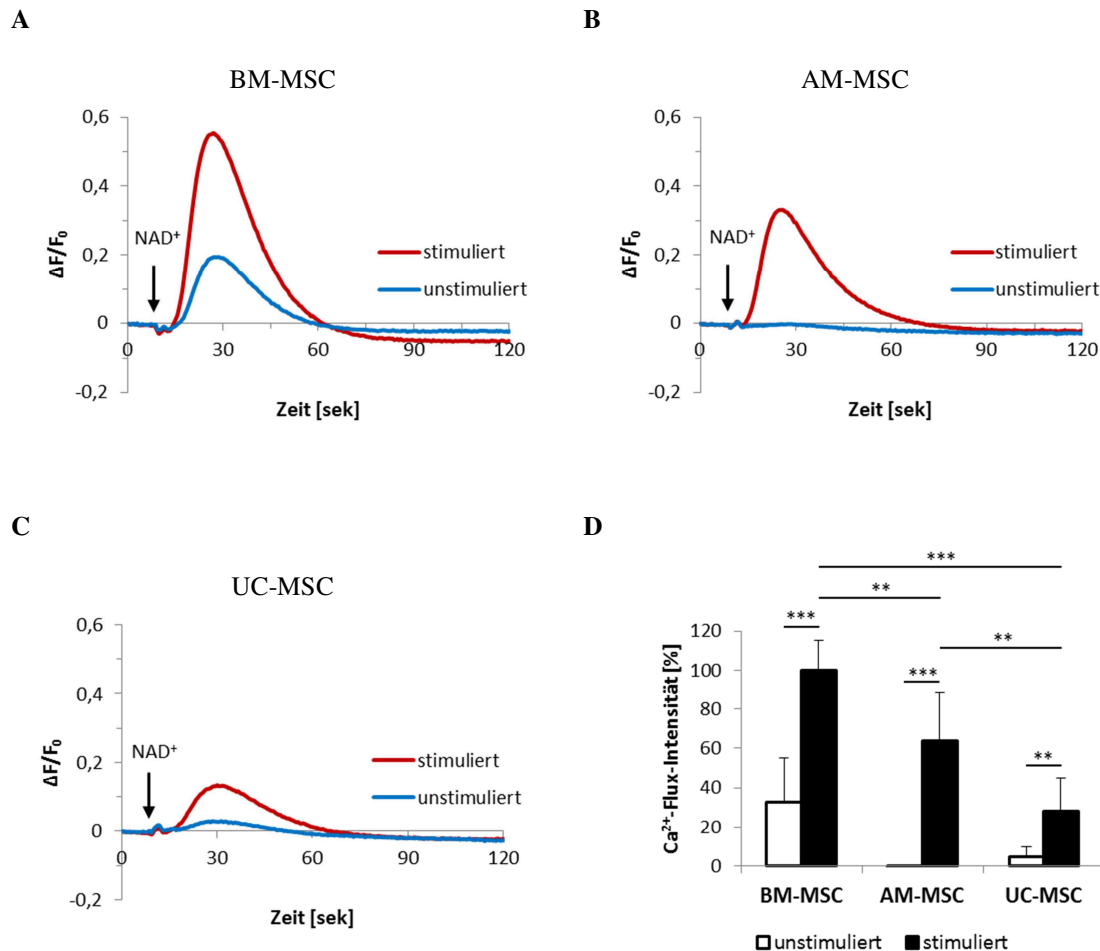 A
BM-MSC
0,6
0,4
0,2
0
-0,2
ΔF/F₀
NAD⁺
stimuliert
unstimuliert
0 30 60 90 120
Zeit [sek]
B
AM-MSC
0,6
0,4
0,2
0
-0,2
ΔF/F₀
NAD⁺
stimuliert
unstimuliert
0 30 60 90 120
Zeit [sek]
C
UC-MSC
0,6
0,4
0,2
0
-0,2
ΔF/F₀
NAD⁺
stimuliert
unstimuliert
0 30 60 90 120
Zeit [sek]
D
***
**
**
***
***
**
120
100
80
60
40
20
0
Ca²⁺-Flux-Intensität [%]
BM-MSC AM-MSC UC-MSC
unstimuliert stimuliert